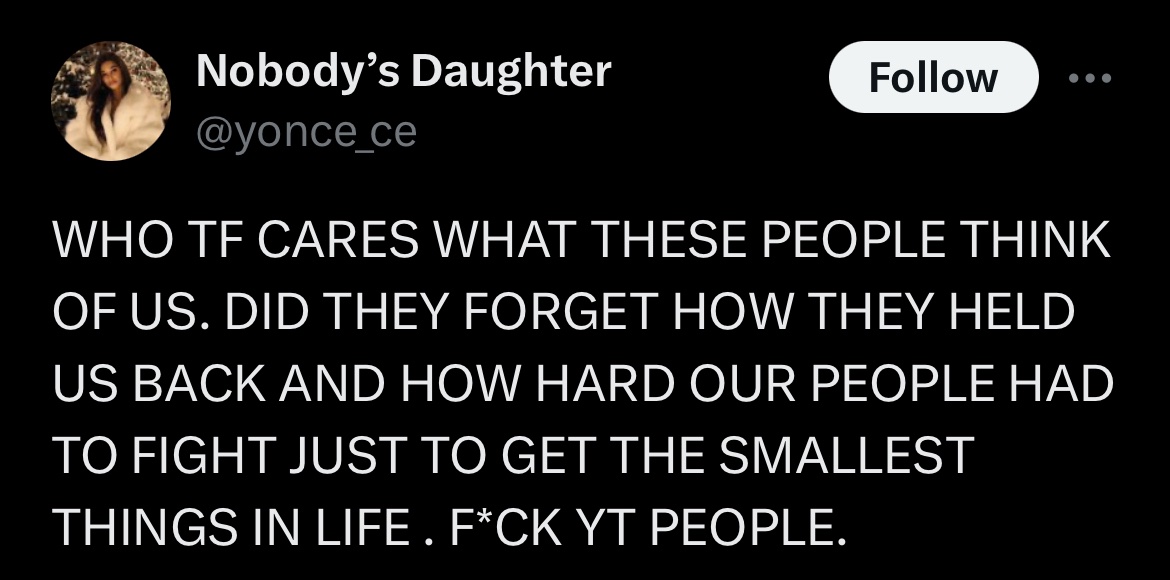 Nobody’s Daughter
@yonce_ce
Follow
WHO TF CARES WHAT THESE PEOPLE THINK
OF US. DID THEY FORGET HOW THEY HELD
US BACK AND HOW HARD OUR PEOPLE HAD
TO FIGHT JUST TO GET THE SMALLEST
THINGS IN LIFE . F*CK YT PEOPLE.